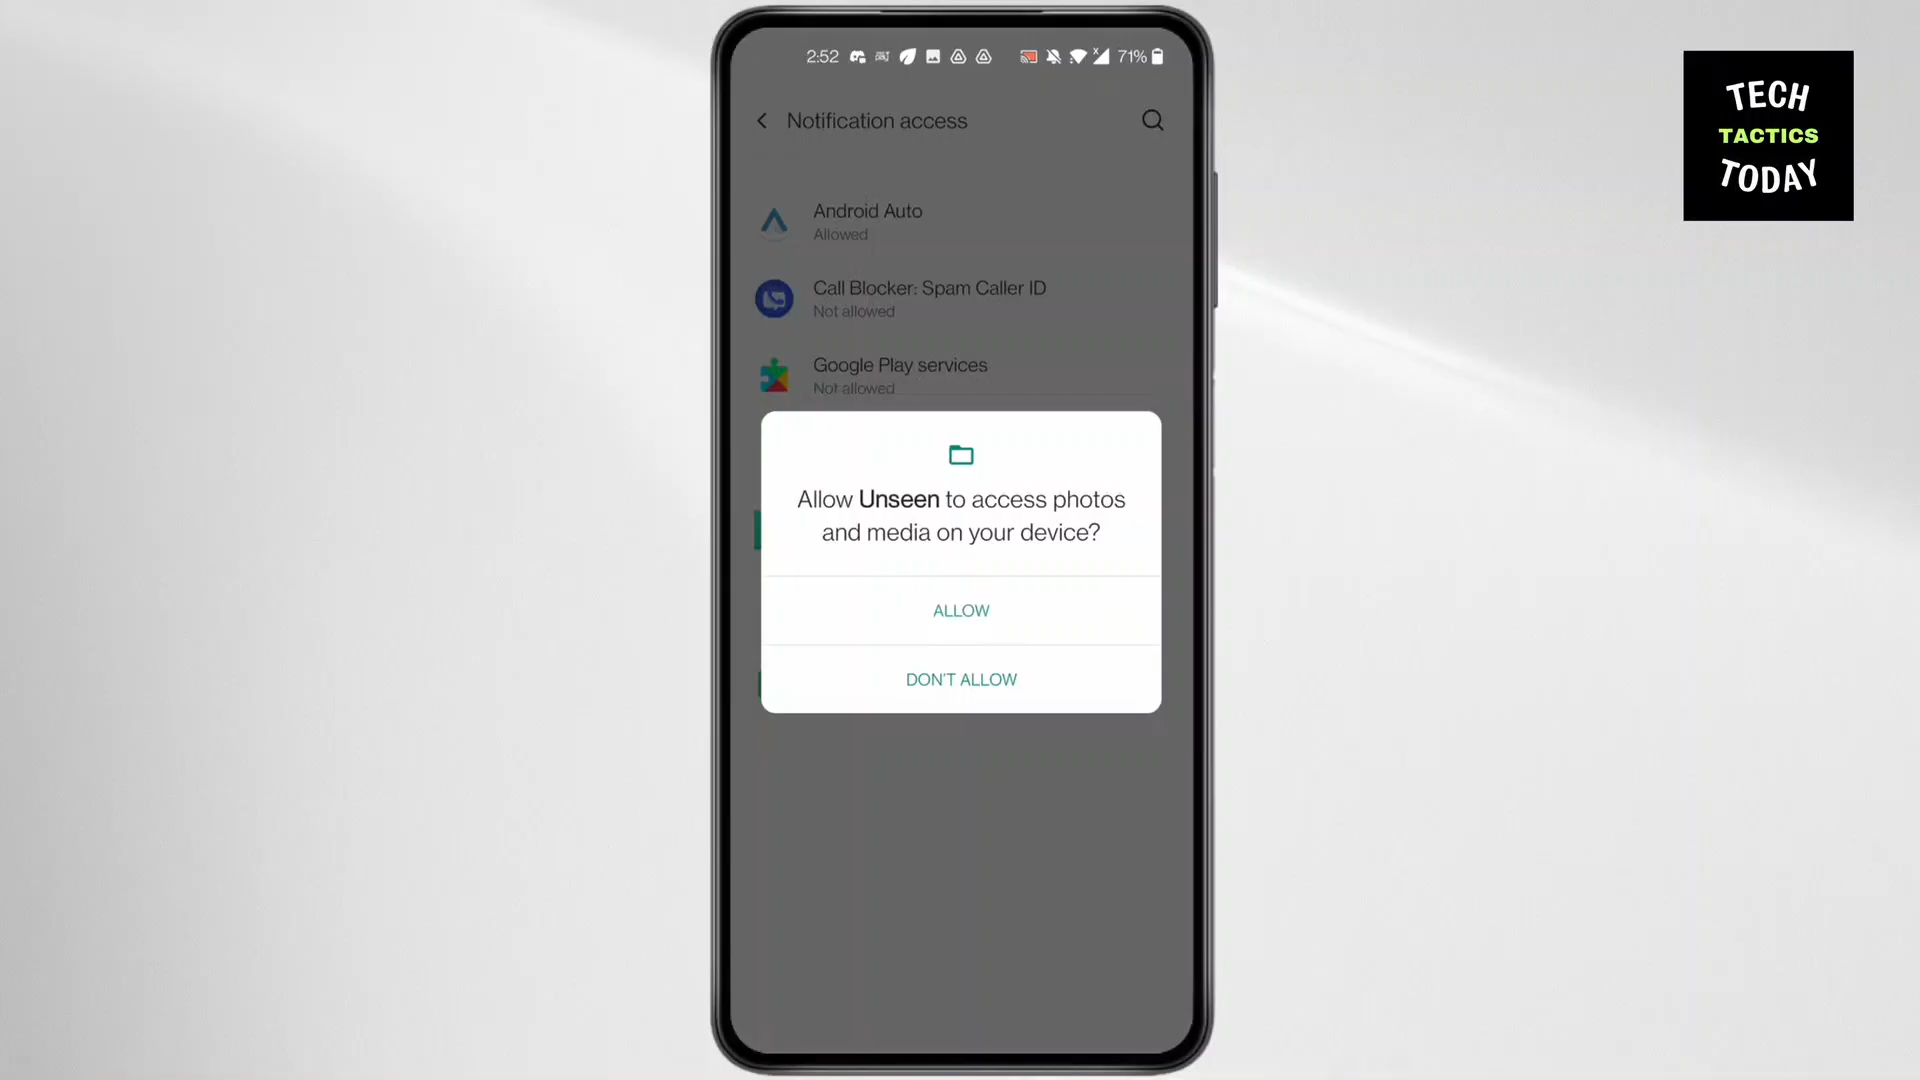 2:52
71%
Notification access
Android Auto
Allowed
Call Blocker: Spam Caller ID
Not allowed
Google Play services
Not allowed
Allow Unseen to access photos
and media on your device?
ALLOW
DON'T ALLOW
TECH
TACTICS
TODAY